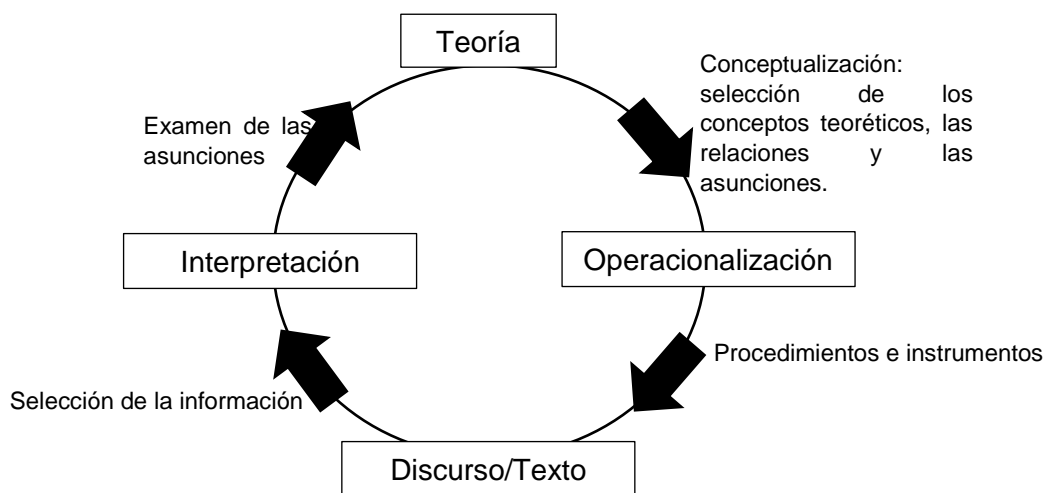 Teoría
Conceptualización:
selección de los
conceptos teoréticos, las
relaciones y las
asunciones.
Examen de las
asunciones
Interpretación
Operacionalización
Procedimientos e instrumentos
Selección de la información
Discurso/Texto